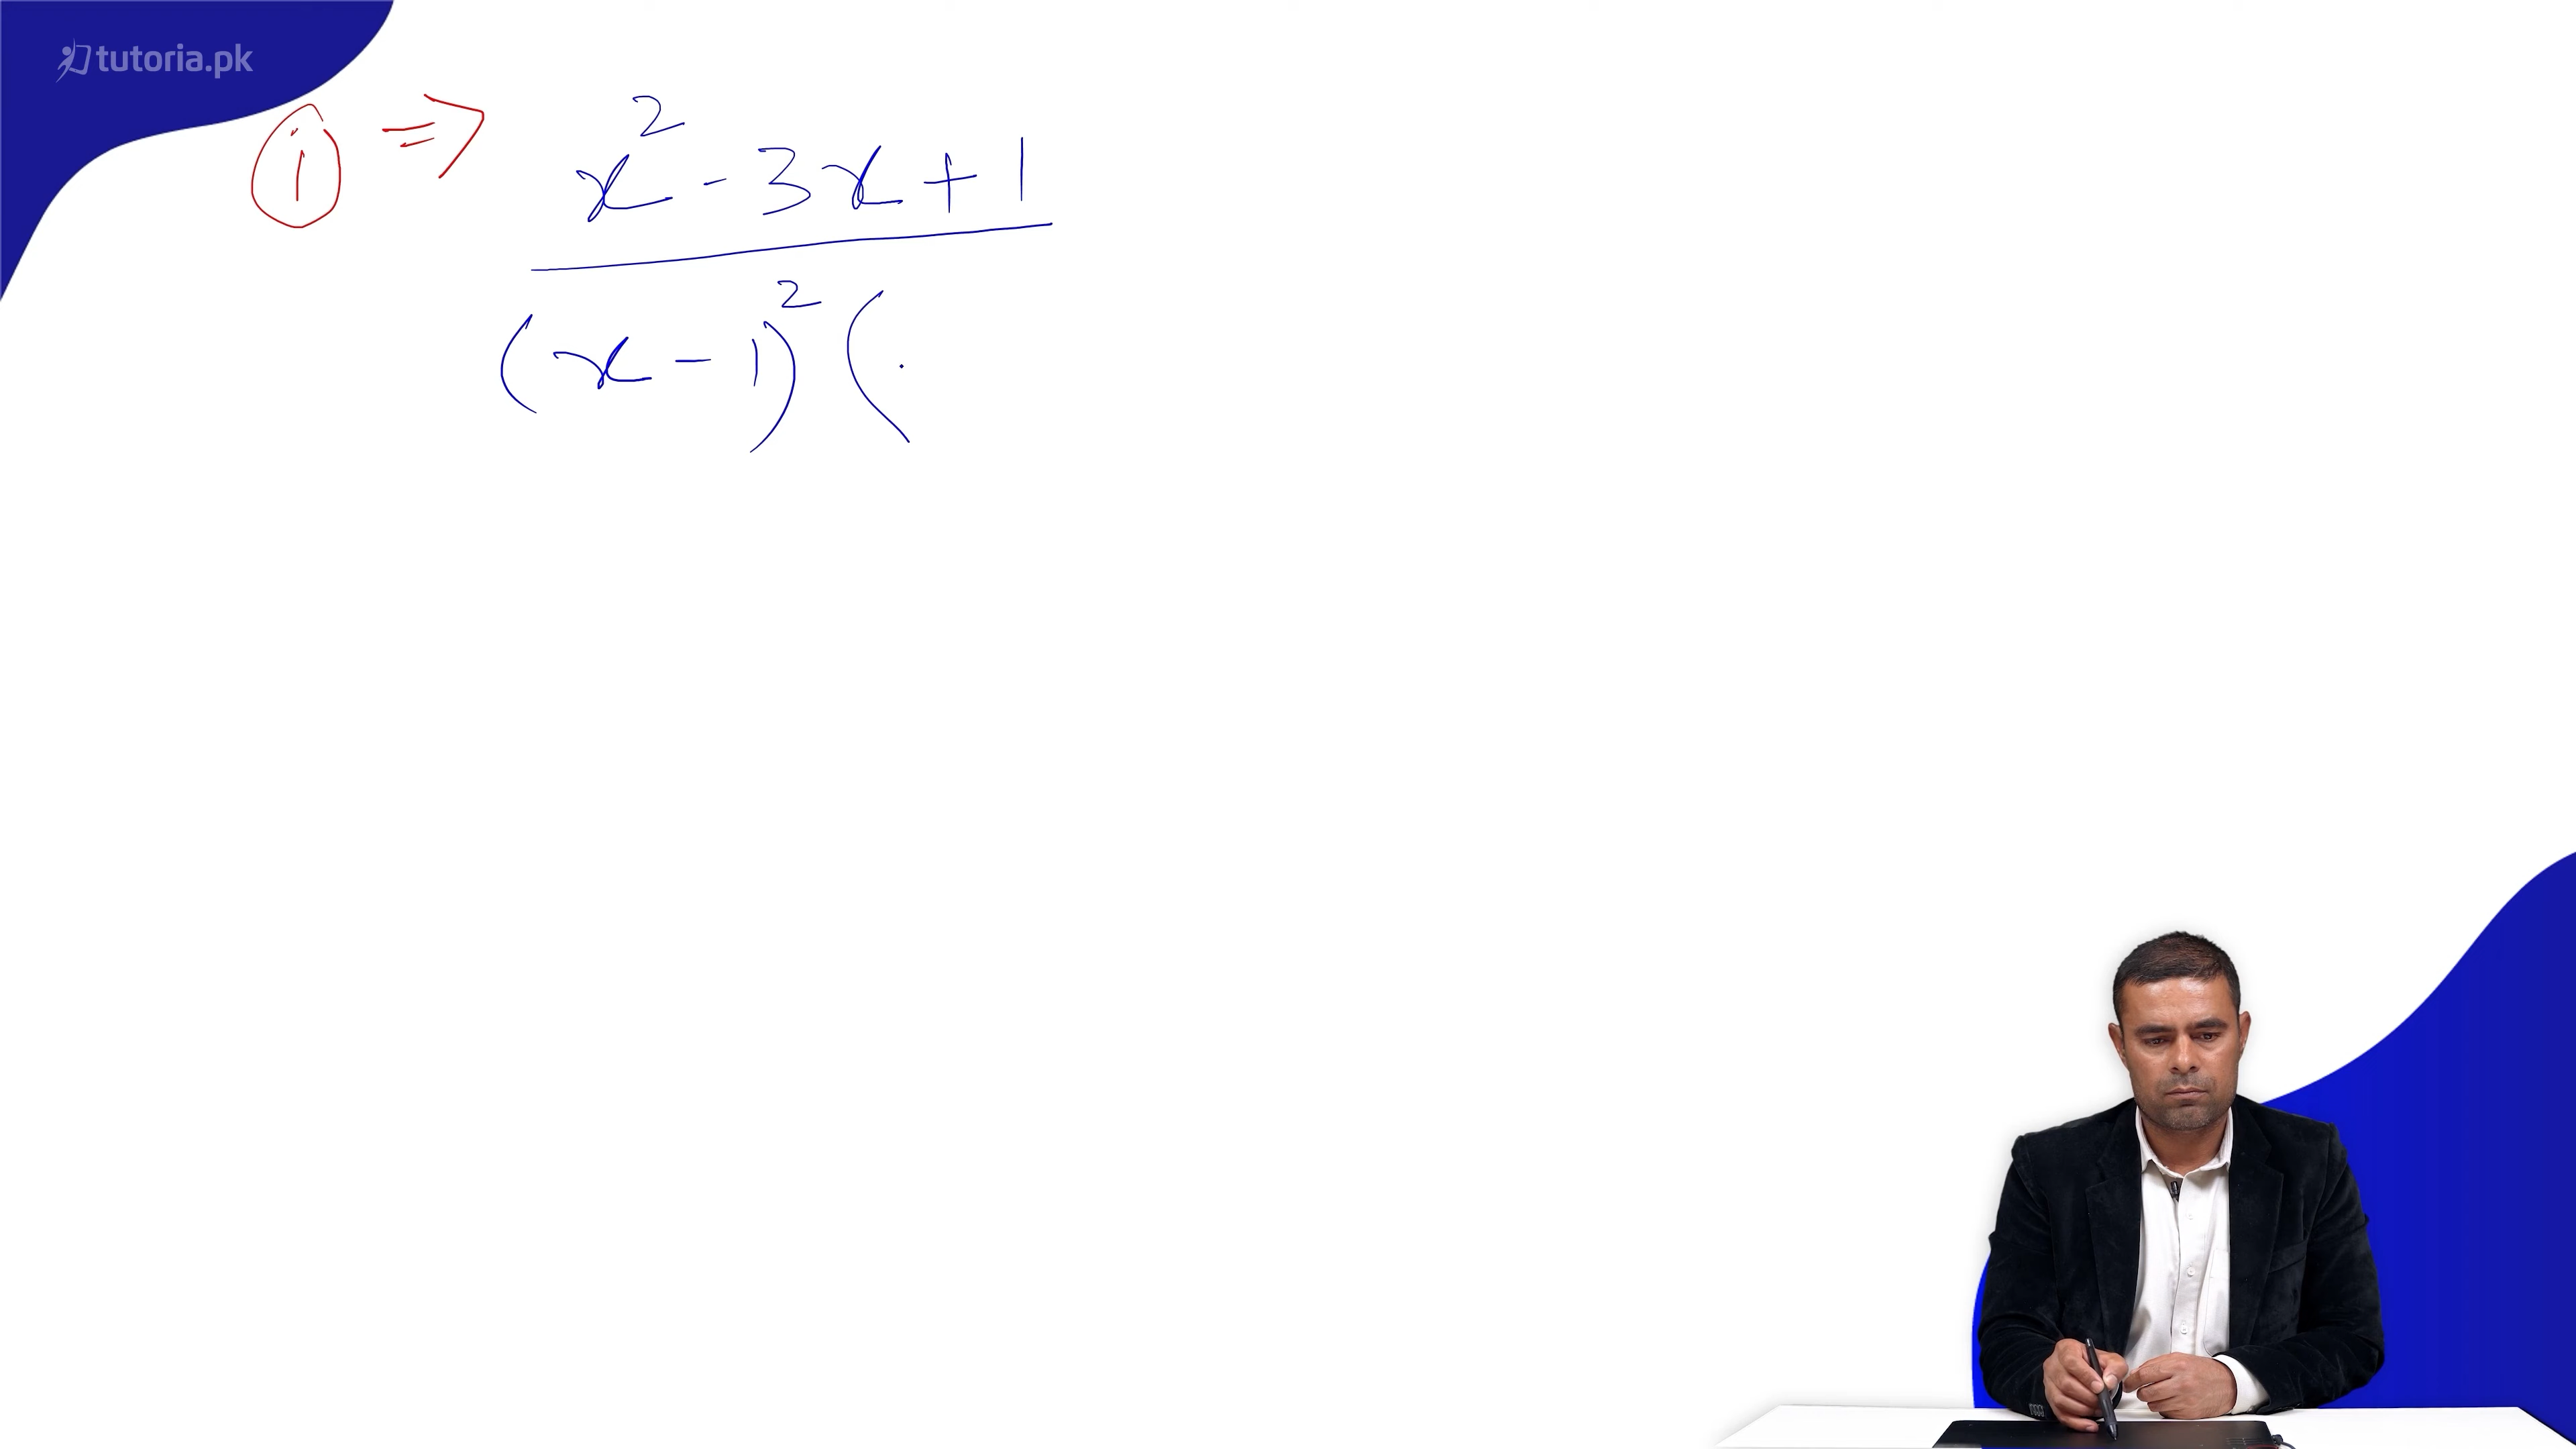 tutoria.pk
i ⇒ x² - 3x + 1
(x - 1)² (.